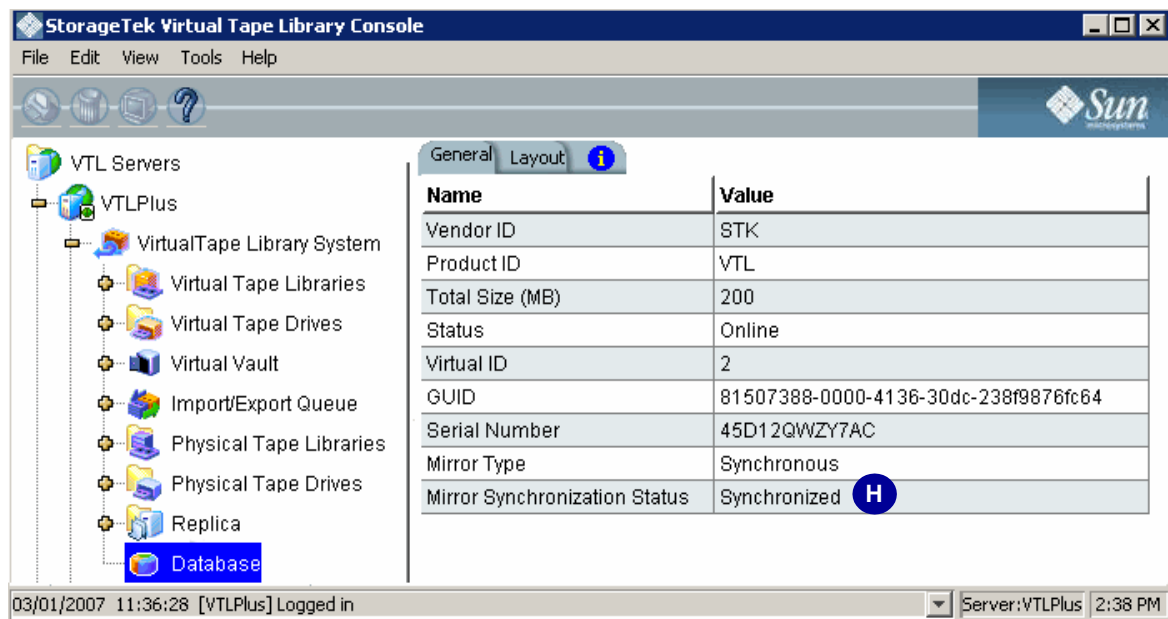 StorageTek Virtual Tape Library Console
File Edit View Tools Help
Sun
microsystems
VTL Servers
VTLPlus
VirtualTape Library System
Virtual Tape Libraries
Virtual Tape Drives
Virtual Vault
Import/Export Queue
Physical Tape Libraries
Physical Tape Drives
Replica
Database
General Layout i
Name Value
Vendor ID STK
Product ID VTL
Total Size (MB) 200
Status Online
Virtual ID 2
GUID 81507388-0000-4136-30dc-238f9876fc64
Serial Number 45D12QWZY7AC
Mirror Type Synchronous
Mirror Synchronization Status Synchronized H
03/01/2007 11:36:28 [VTLPlus] Logged in Server:VTLPlus 2:38 PM